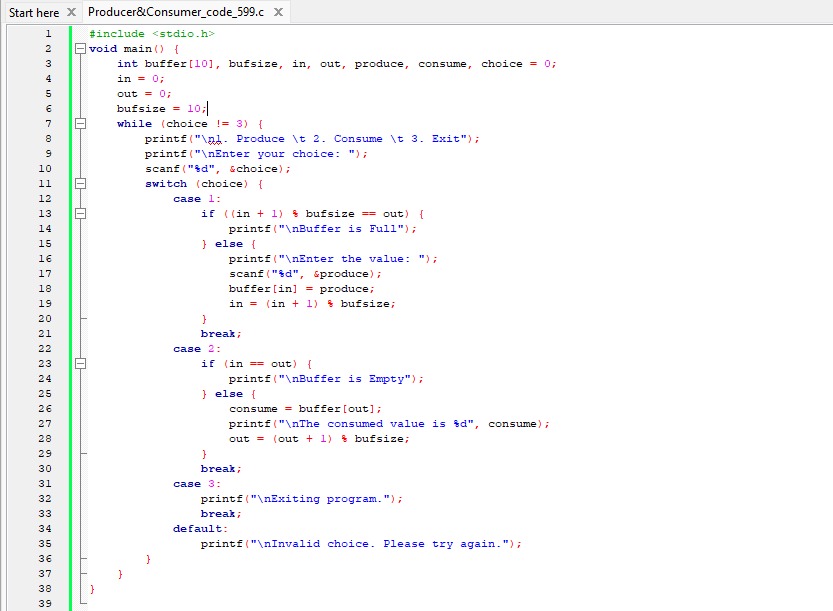 Start here X Producer&Consumer_code_599.c X
1 #include <stdio.h>
2 void main() {
3 int buffer[10], bufsize, in, out, produce, consume, choice = 0;
4 in = 0;
5 out = 0;
6 bufsize = 10;
7 while (choice != 3) {
8 printf("\n1. Produce \t 2. Consume \t 3. Exit");
9 printf("\nEnter your choice: ");
10 scanf("%d", &choice);
11 switch (choice) {
12 case 1:
13 if ((in + 1) % bufsize == out) {
14 printf("\nBuffer is Full");
15 } else {
16 printf("\nEnter the value: ");
17 scanf("%d", &produce);
18 buffer[in] = produce;
19 in = (in + 1) % bufsize;
20 }
21 break;
22 case 2:
23 if (in == out) {
24 printf("\nBuffer is Empty");
25 } else {
26 consume = buffer[out];
27 printf("\nThe consumed value is %d", consume);
28 out = (out + 1) % bufsize;
29 }
30 break;
31 case 3:
32 printf("\nExiting program.");
33 break;
34 default:
35 printf("\nInvalid choice. Please try again.");
36 }
37 }
38 }
39